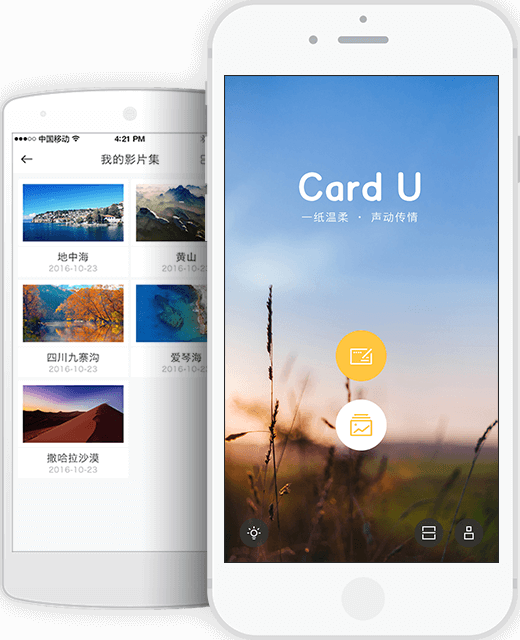 中国移动 4:21 PM
我的影片集
地中海 黄山
2016-10-23 2016-10-23
四川九寨沟 爱琴海
2016-10-23 2016-10-23
撒哈拉沙漠
2016-10-23
Card U
一纸温柔 · 声动传情